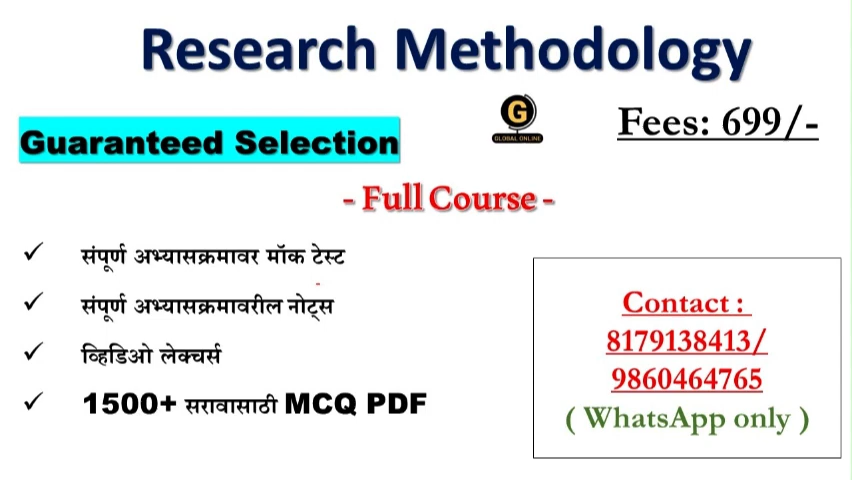 Research Methodology
Guaranteed Selection
G
GLOBAL ONLINE
Fees: 699/-
- Full Course -
✓ संपूर्ण अभ्यासक्रमावर मॉक टेस्ट
✓ संपूर्ण अभ्यासक्रमावरील नोट्स
✓ व्हिडिओ लेक्चर्स
✓ 1500+ सरावासाठी MCQ PDF
Contact :
8179138413/
9860464765
( WhatsApp only )